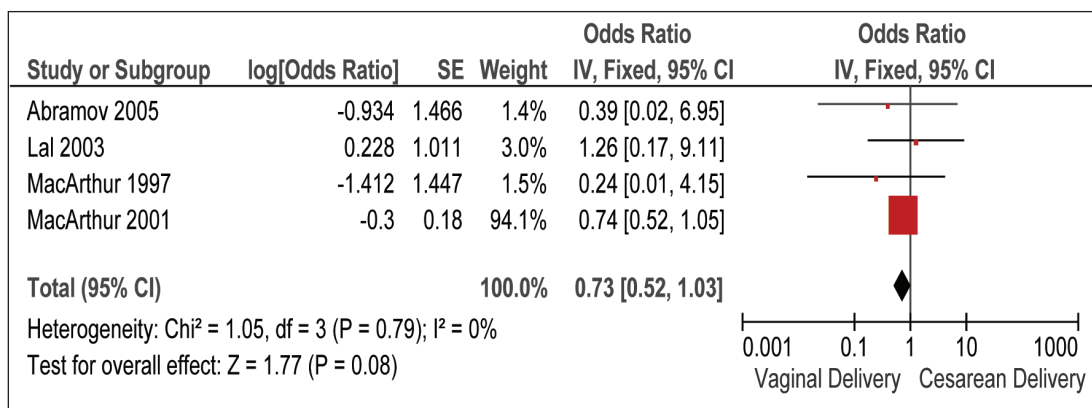 Odds Ratio Odds Ratio
Study or Subgroup log[Odds Ratio] SE Weight IV, Fixed, 95% CI IV, Fixed, 95% CI
Abramov 2005 -0.934 1.466 1.4% 0.39 [0.02, 6.95]
Lal 2003 0.228 1.011 3.0% 1.26 [0.17, 9.11]
MacArthur 1997 -1.412 1.447 1.5% 0.24 [0.01, 4.15]
MacArthur 2001 -0.3 0.18 94.1% 0.74 [0.52, 1.05]
Total (95% CI) 100.0% 0.73 [0.52, 1.03]
Heterogeneity: Chi² = 1.05, df = 3 (P = 0.79); I² = 0%
Test for overall effect: Z = 1.77 (P = 0.08)
0.001 0.1 1 10 1000
Vaginal Delivery Cesarean Delivery